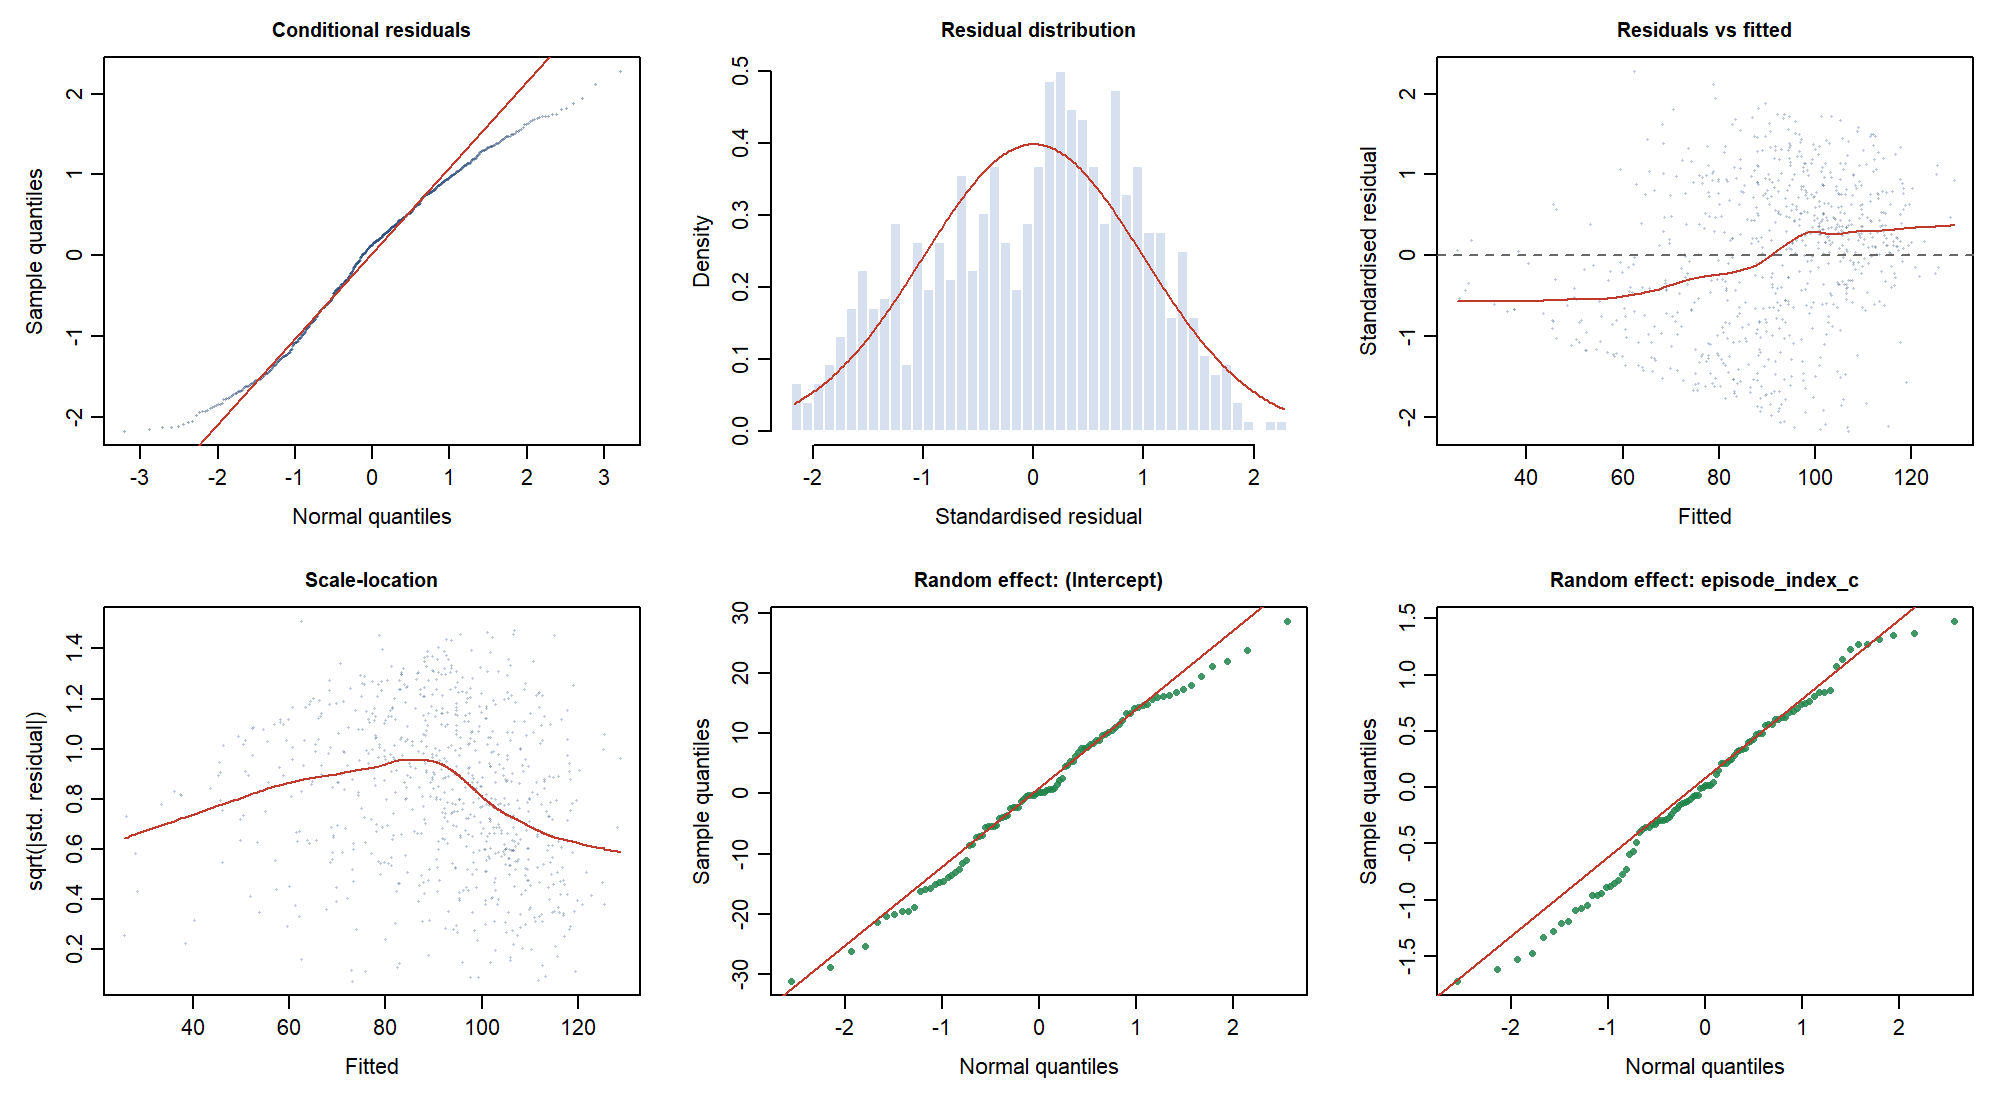 Conditional residuals
Sample quantiles
2
1
0
-1
-2
-3 -2 -1 0 1 2 3
Normal quantiles
Residual distribution
Density
0.5
0.4
0.3
0.2
0.1
0.0
-2 -1 0 1 2
Standardised residual
Residuals vs fitted
Standardised residual
2
1
0
-1
-2
40 60 80 100 120
Fitted
Scale-location
sqrt(|std. residual|)
1.4
1.2
1.0
0.8
0.6
0.4
0.2
40 60 80 100 120
Fitted
Random effect: (Intercept)
Sample quantiles
30
20
10
0
-10
-20
-30
-2 -1 0 1 2
Normal quantiles
Random effect: episode_index_c
Sample quantiles
1.5
1.0
0.5
0.0
-0.5
-1.0
-1.5
-2 -1 0 1 2
Normal quantiles